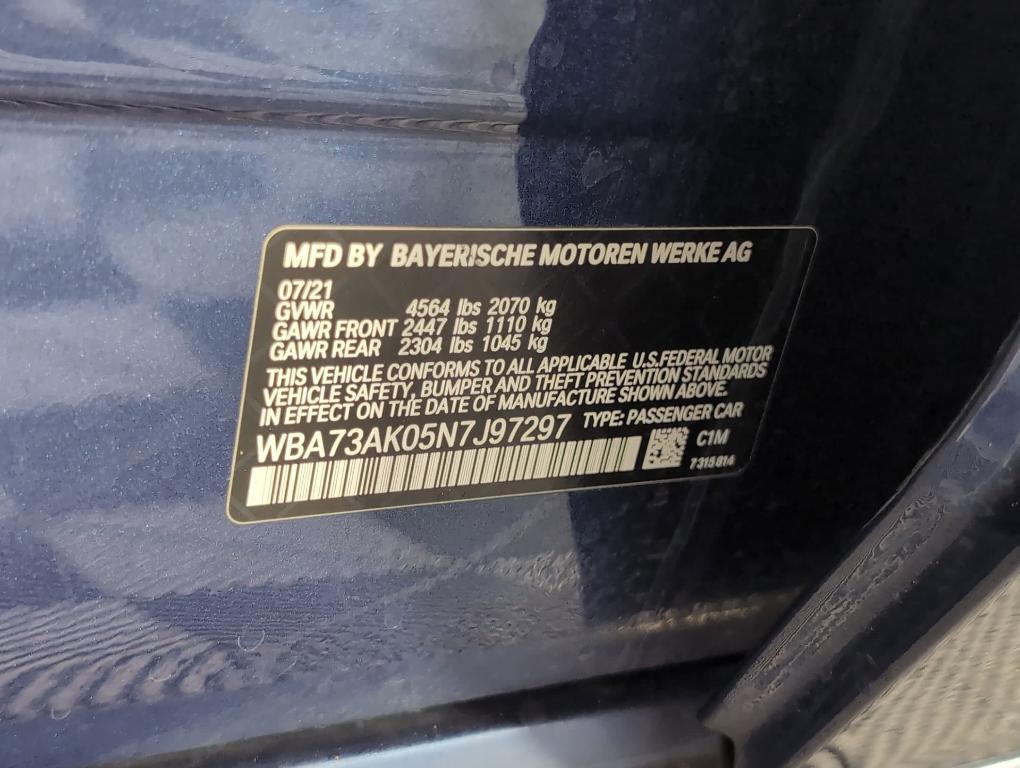 MFD BY BAYERISCHE MOTOREN WERKE AG
07/21
GVWR 4564 lbs 2070 kg
GAWR FRONT 2447 lbs 1110 kg
GAWR REAR 2304 lbs 1045 kg
THIS VEHICLE CONFORMS TO ALL APPLICABLE U.S.FEDERAL MOTOR
VEHICLE SAFETY, BUMPER AND THEFT PREVENTION STANDARDS
IN EFFECT ON THE DATE OF MANUFACTURE SHOWN ABOVE.
WBA73AK05N7J97297 TYPE: PASSENGER CAR
C1M
7315814